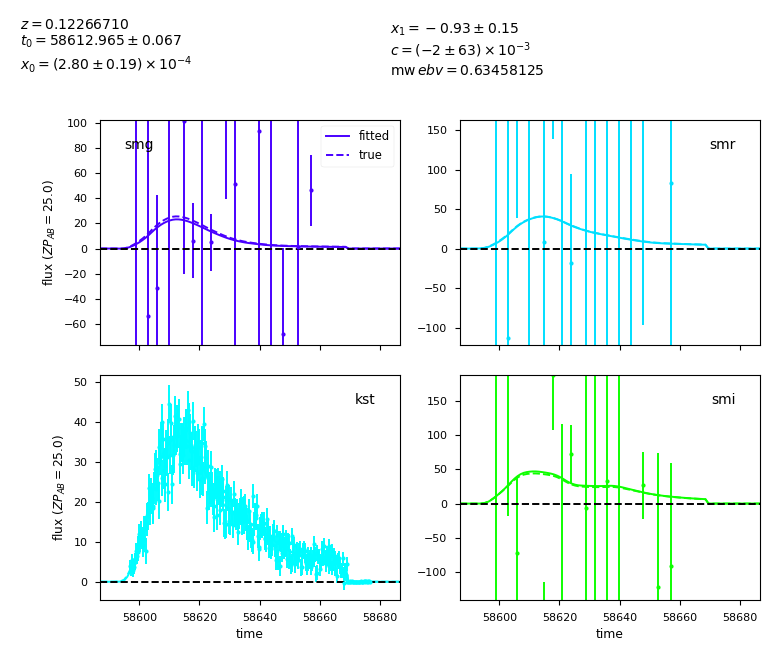 z = 0.12266710
t₀ = 58612.965 ± 0.067
x₀ = (2.80 ± 0.19) × 10⁻⁴
x₁ = −0.93 ± 0.15
c = (−2 ± 63) × 10⁻³
mw ebv = 0.63458125
smg
fitted
true
100
80
60
40
20
0
−20
−40
−60
flux (ZP_AB = 25.0)
smr
150
100
50
0
−50
−100
kst
50
40
30
20
10
0
flux (ZP_AB = 25.0)
58600 58620 58640 58660 58680
time
smi
150
100
50
0
−50
−100
58600 58620 58640 58660 58680
time